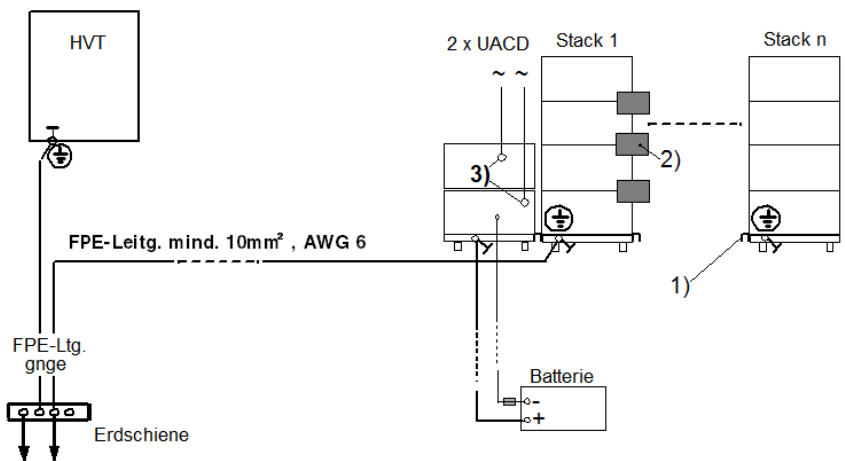 HVT
2 x UACD
Stack 1
Stack n
~ ~
3)
2)
FPE-Leitg. mind. 10mm² , AWG 6
1)
FPE-Ltg.
gnge
Batterie
-
+
Erdschiene